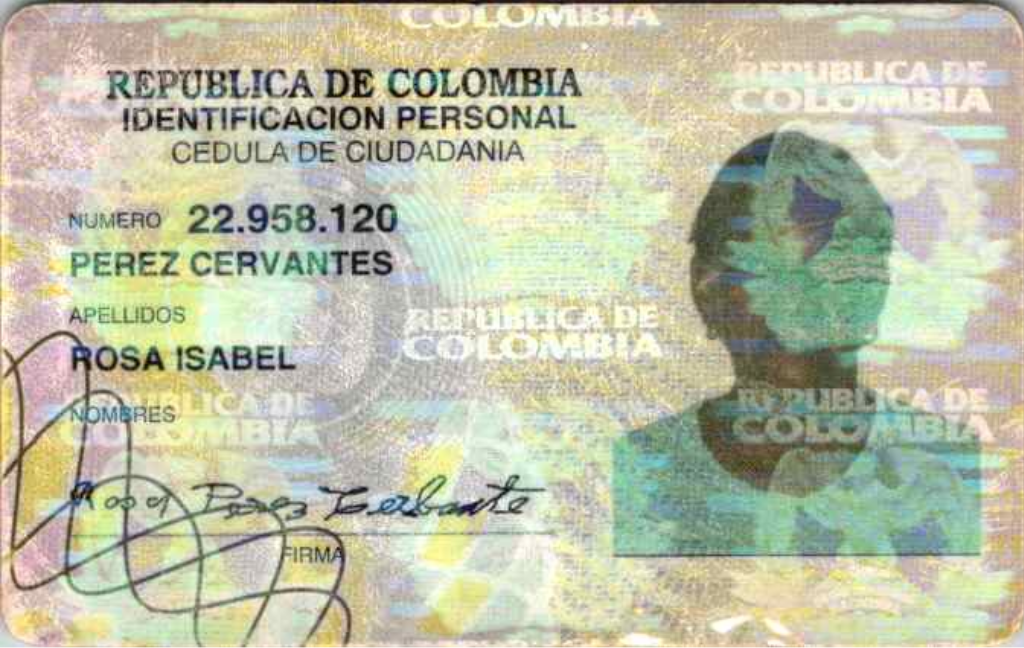 COLOMBIA
REPUBLICA DE COLOMBIA
IDENTIFICACION PERSONAL
CEDULA DE CIUDADANIA
REPUBLICA DE
COLOMBIA
NUMERO 22.958.120
PEREZ CERVANTES
APELLIDOS
REPUBLICA DE
COLOMBIA
ROSA ISABEL
NOMBRES
REPUBLICA DE
COLOMBIA
REPUBLICA DE
COLOMBIA
Rosa Perez Cerbante
FIRMA